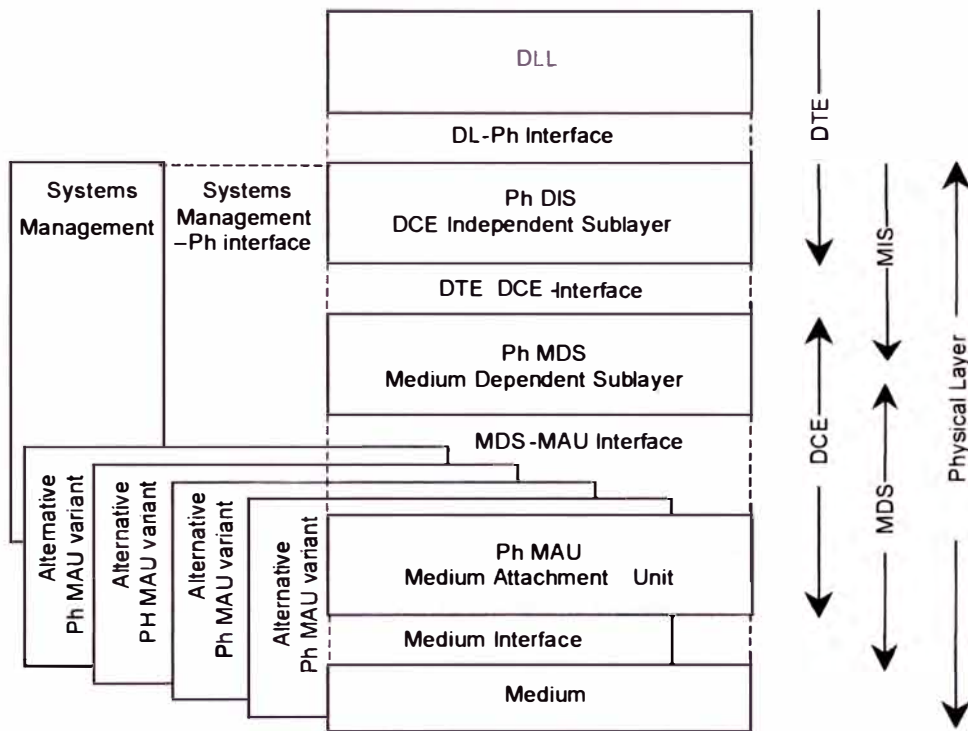 DLL
DL-Ph Interface
Systems
Management
Systems
Management
–Ph interface
Ph DIS
DCE Independent Sublayer
DTE DCE -Interface
Ph MDS
Medium Dependent Sublayer
MDS -MAU Interface
Alternative
Ph MAU variant
Alternative
PH MAU variant
Alternative
Ph MAU variant
Alternative
Ph MAU variant
Ph MAU
Medium Attachment Unit
Medium Interface
Medium
DTE
MIS
DCE
MDS
Physical Layer